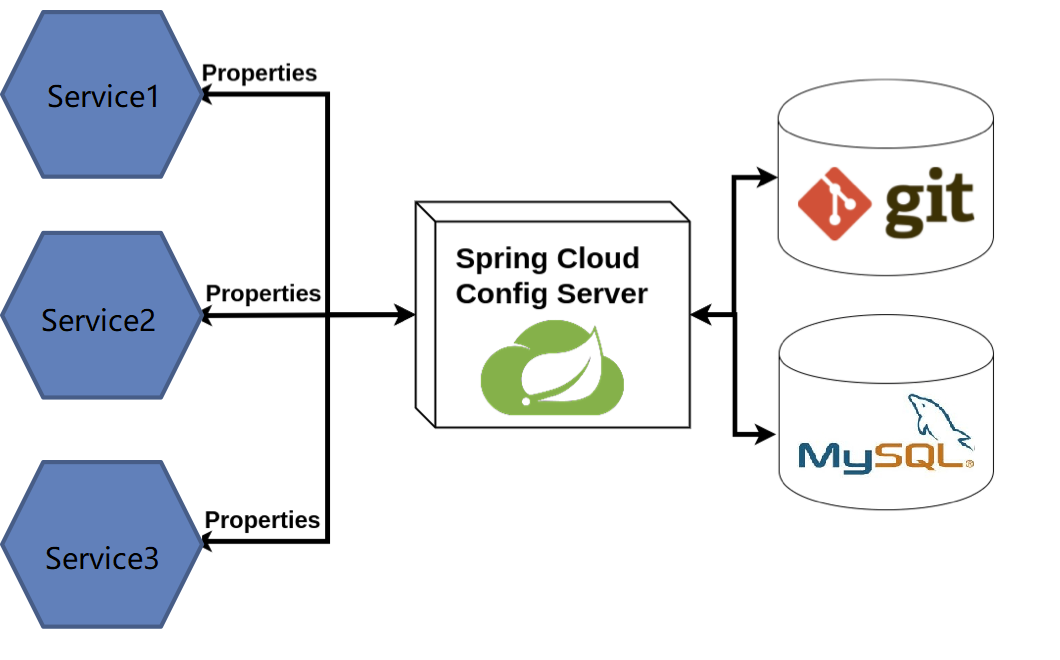 Properties
Service1
Properties
Service2
Properties
Service3
Spring Cloud
Config Server
git
MySQL®